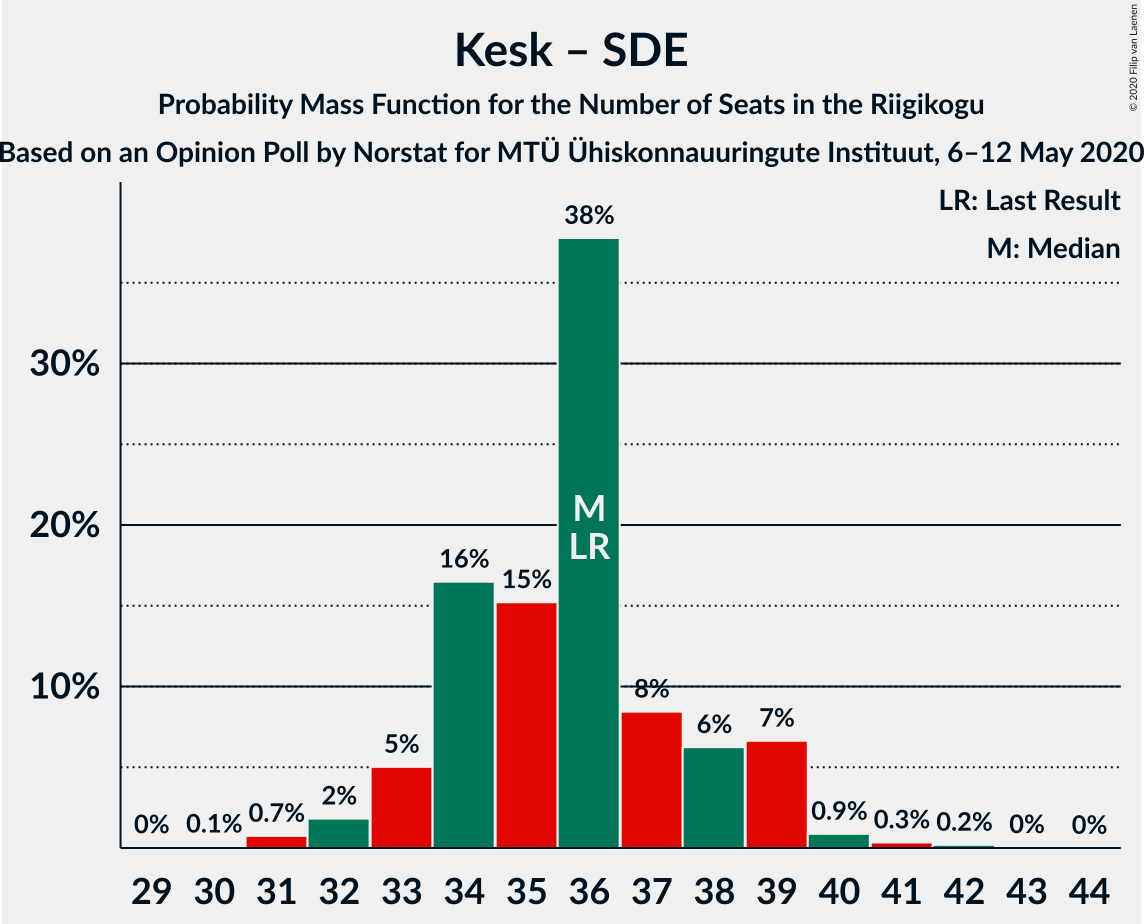 Kesk – SDE
Probability Mass Function for the Number of Seats in the Riigikogu
Based on an Opinion Poll by Norstat for MTÜ Ühiskonnauuringute Instituut, 6–12 May 2020
© 2020 Filip van Laenen
LR: Last Result
M: Median
30%
20%
10%
0%
0.1%
0.7%
2%
5%
16%
15%
38%
M
LR
8%
6%
7%
0.9%
0.3%
0.2%
0%
0%
29 30 31 32 33 34 35 36 37 38 39 40 41 42 43 44